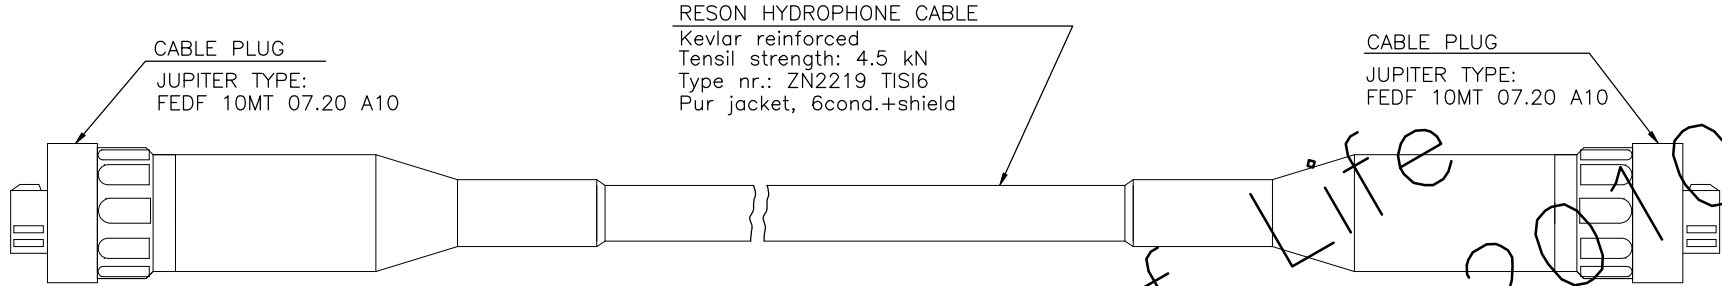 RESON HYDROPHONE CABLE
Kevlar reinforced
Tensil strength: 4.5 kN
Type nr.: ZN2219 TISI6
Pur jacket, 6cond.+shield
CABLE PLUG
JUPITER TYPE:
FEDF 10MT 07.20 A10
CABLE PLUG
JUPITER TYPE:
FEDF 10MT 07.20 A10
Life